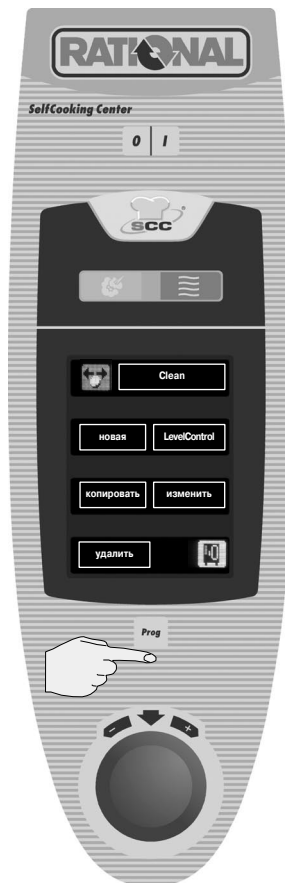 RATIONAL
SelfCooking Center
0 I
SCC
Clean
новая LevelControl
копировать изменить
удалить
Prog
- +